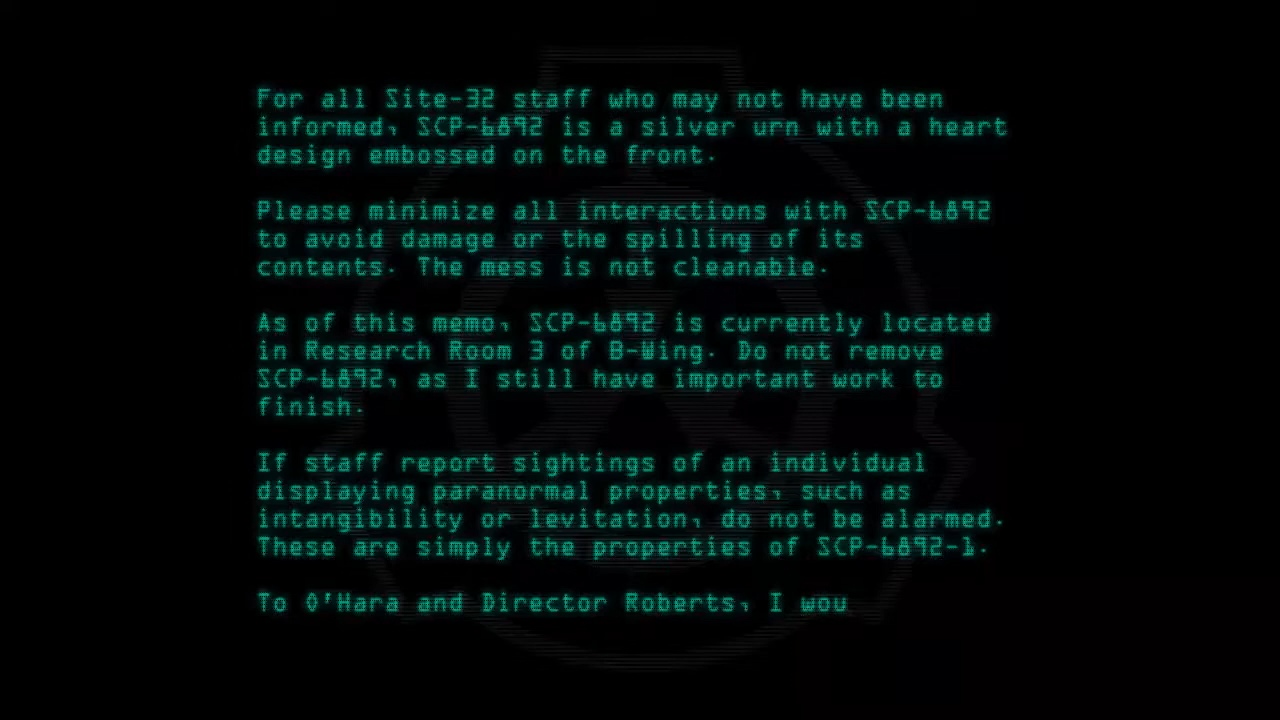 For all Site-32 staff who may not have been
informed, SCP-6892 is a silver urn with a heart
design embossed on the front.
Please minimize all interactions with SCP-6892
to avoid damage or the spilling of its
contents. The mess is not cleanable.
As of this memo, SCP-6892 is currently located
in Research Room 3 of B-Wing. Do not remove
SCP-6892, as I still have important work to
finish.
If staff report sightings of an individual
displaying paranormal properties, such as
intangibility or levitation, do not be alarmed.
These are simply the properties of SCP-6892-1.
To O'Hara and Director Roberts, I wou